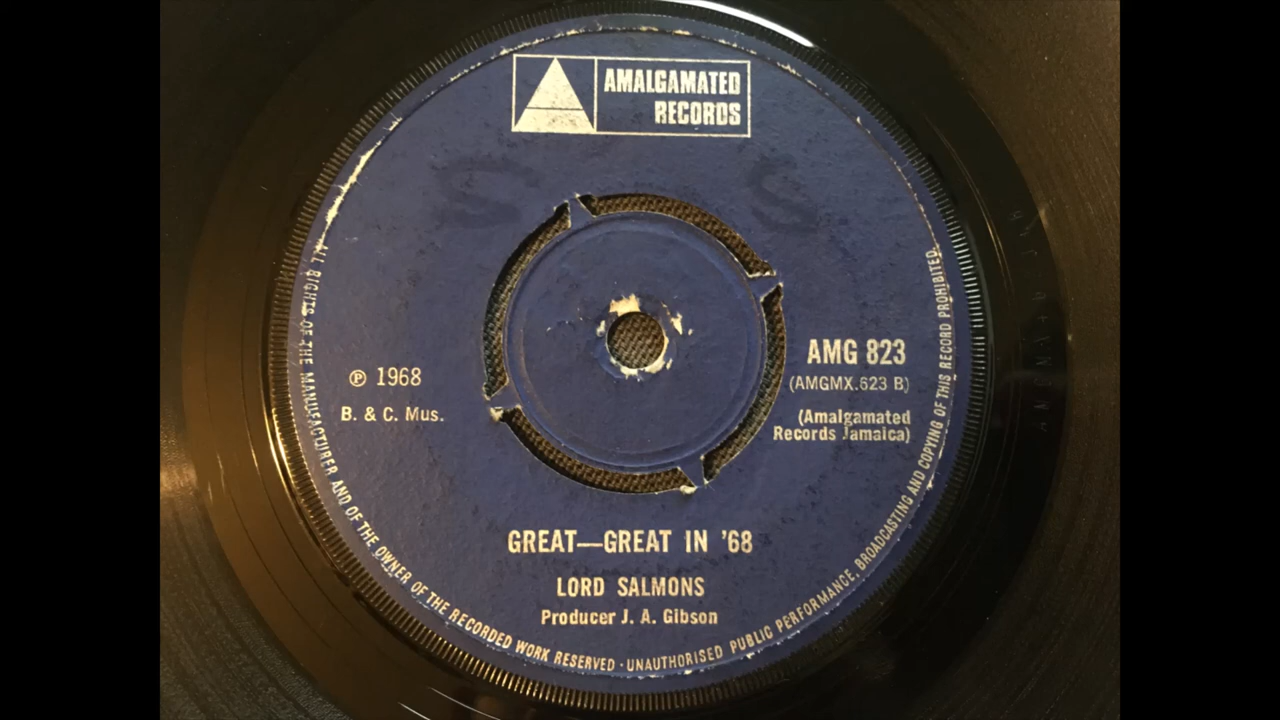 AMALGAMATED
RECORDS
S S
AMG 823
(AMGMX.623 B)
(Amalgamated
Records Jamaica)
℗ 1968
B. & C. Mus.
GREAT—GREAT IN '68
LORD SALMONS
Producer J. A. Gibson
ALL RIGHTS OF THE MANUFACTURER AND OF THE OWNER OF THE RECORDED WORK RESERVED · UNAUTHORISED PUBLIC PERFORMANCE, BROADCASTING AND COPYING OF THIS RECORD PROHIBITED.